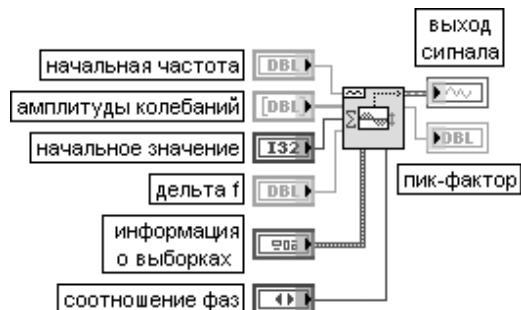 выход
сигнала
начальная частота
DBL
амплитуды колебаний
[DBL]
DBL
начальное значение
I32
дельта f
DBL
пик-фактор
информация
о выборках
соотношение фаз